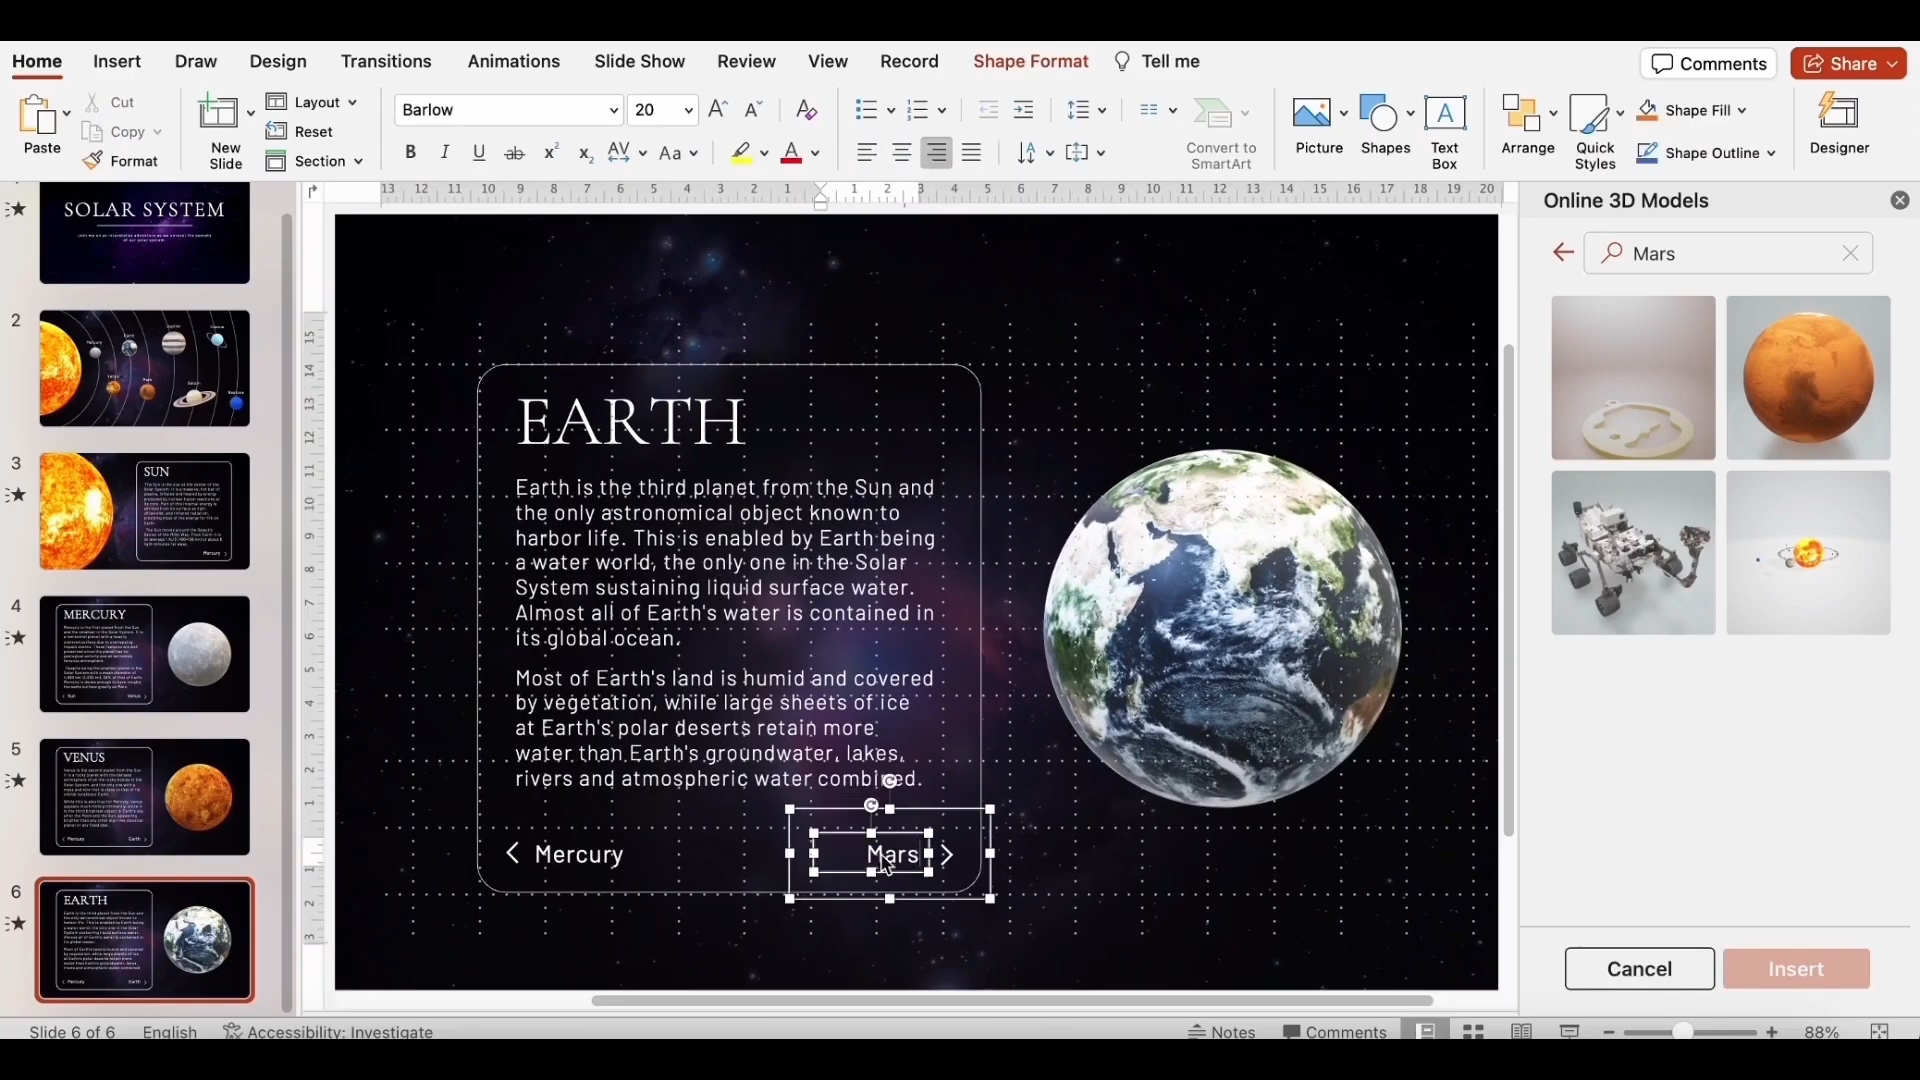 Home Insert Draw Design Transitions Animations Slide Show Review View Record Shape Format Tell me Comments Share
Paste
Cut
Copy
Format
New
Slide
Layout
Reset
Section
Barlow 20
Convert to
SmartArt
Picture
Shapes
Text
Box
Arrange
Quick
Styles
Shape Fill
Shape Outline
Designer
SOLAR SYSTEM
2
3
SUN
4
MERCURY
5
VENUS
6
EARTH
EARTH
Earth is the third planet from the Sun and
the only astronomical object known to
harbor life. This is enabled by Earth being
a water world, the only one in the Solar
System sustaining liquid surface water.
Almost all of Earth's water is contained in
its global ocean.
Most of Earth's land is humid and covered
by vegetation, while large sheets of ice
at Earth's polar deserts retain more
water than Earth's groundwater, lakes,
rivers and atmospheric water combined.
Mercury
Mars
Online 3D Models
Mars
Cancel
Insert
Slide 6 of 6 English Accessibility: Investigate Notes Comments 88%